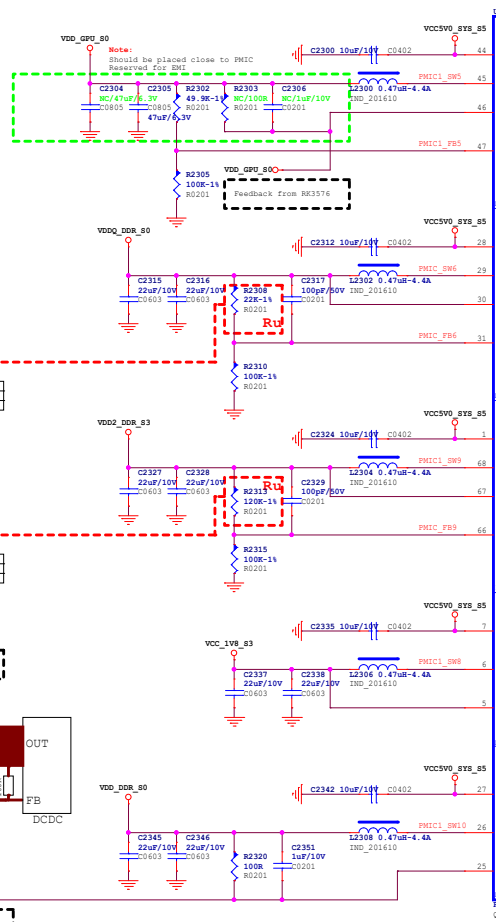 VCC5V0_SYS_S5
VDD_GPU_S0
Note:
Should be placed close to PMIC
Reserved for EMI
C2300 10uF/10V C0402
44
C2304
NC/47uF/6.3V
C0805
C2305
47uF/6.3V
C0805
R2302
49.9K-1%
R0201
R2303
NC/100R
R0201
C2306
NC/1uF/10V
C0201
L2300 0.47uH-4.4A
IND_201610
PMIC1_SW5
45
46
PMIC1_FB5
47
VDD_GPU_S0
R2305
100K-1%
R0201
Feedback from RK3576
VCC5V0_SYS_S5
VDDQ_DDR_S0
C2312 10uF/10V C0402
28
C2315
22uF/10V
C0603
C2316
22uF/10V
C0603
R2308
22K-1%
R0201
Ru
C2317
100pF/50V
C0201
L2302 0.47uH-4.4A
IND_201610
PMIC_SW6
29
30
PMIC_FB6
31
R2310
100K-1%
R0201
VCC5V0_SYS_S5
VDD2_DDR_S3
C2324 10uF/10V C0402
1
C2327
22uF/10V
C0603
C2328
22uF/10V
C0603
R2313
120K-1%
R0201
Ru
C2329
100pF/50V
C0201
L2304 0.47uH-4.4A
IND_201610
PMIC1_SW9
68
67
PMIC_FB9
66
R2315
100K-1%
R0201
VCC5V0_SYS_S5
C2335 10uF/10V C0402
7
VCC_1V8_S3
C2337
22uF/10V
C0603
C2338
22uF/10V
C0603
L2306 0.47uH-4.4A
IND_201610
PMIC1_SW8
6
5
OUT
FB
DCDC
VCC5V0_SYS_S5
VDD_DDR_S0
C2342 10uF/10V C0402
27
C2345
22uF/10V
C0603
C2346
22uF/10V
C0603
R2320
100R
R0201
C2351
1uF/10V
C0201
L2308 0.47uH-4.4A
IND_201610
PMIC1_SW10
26
25